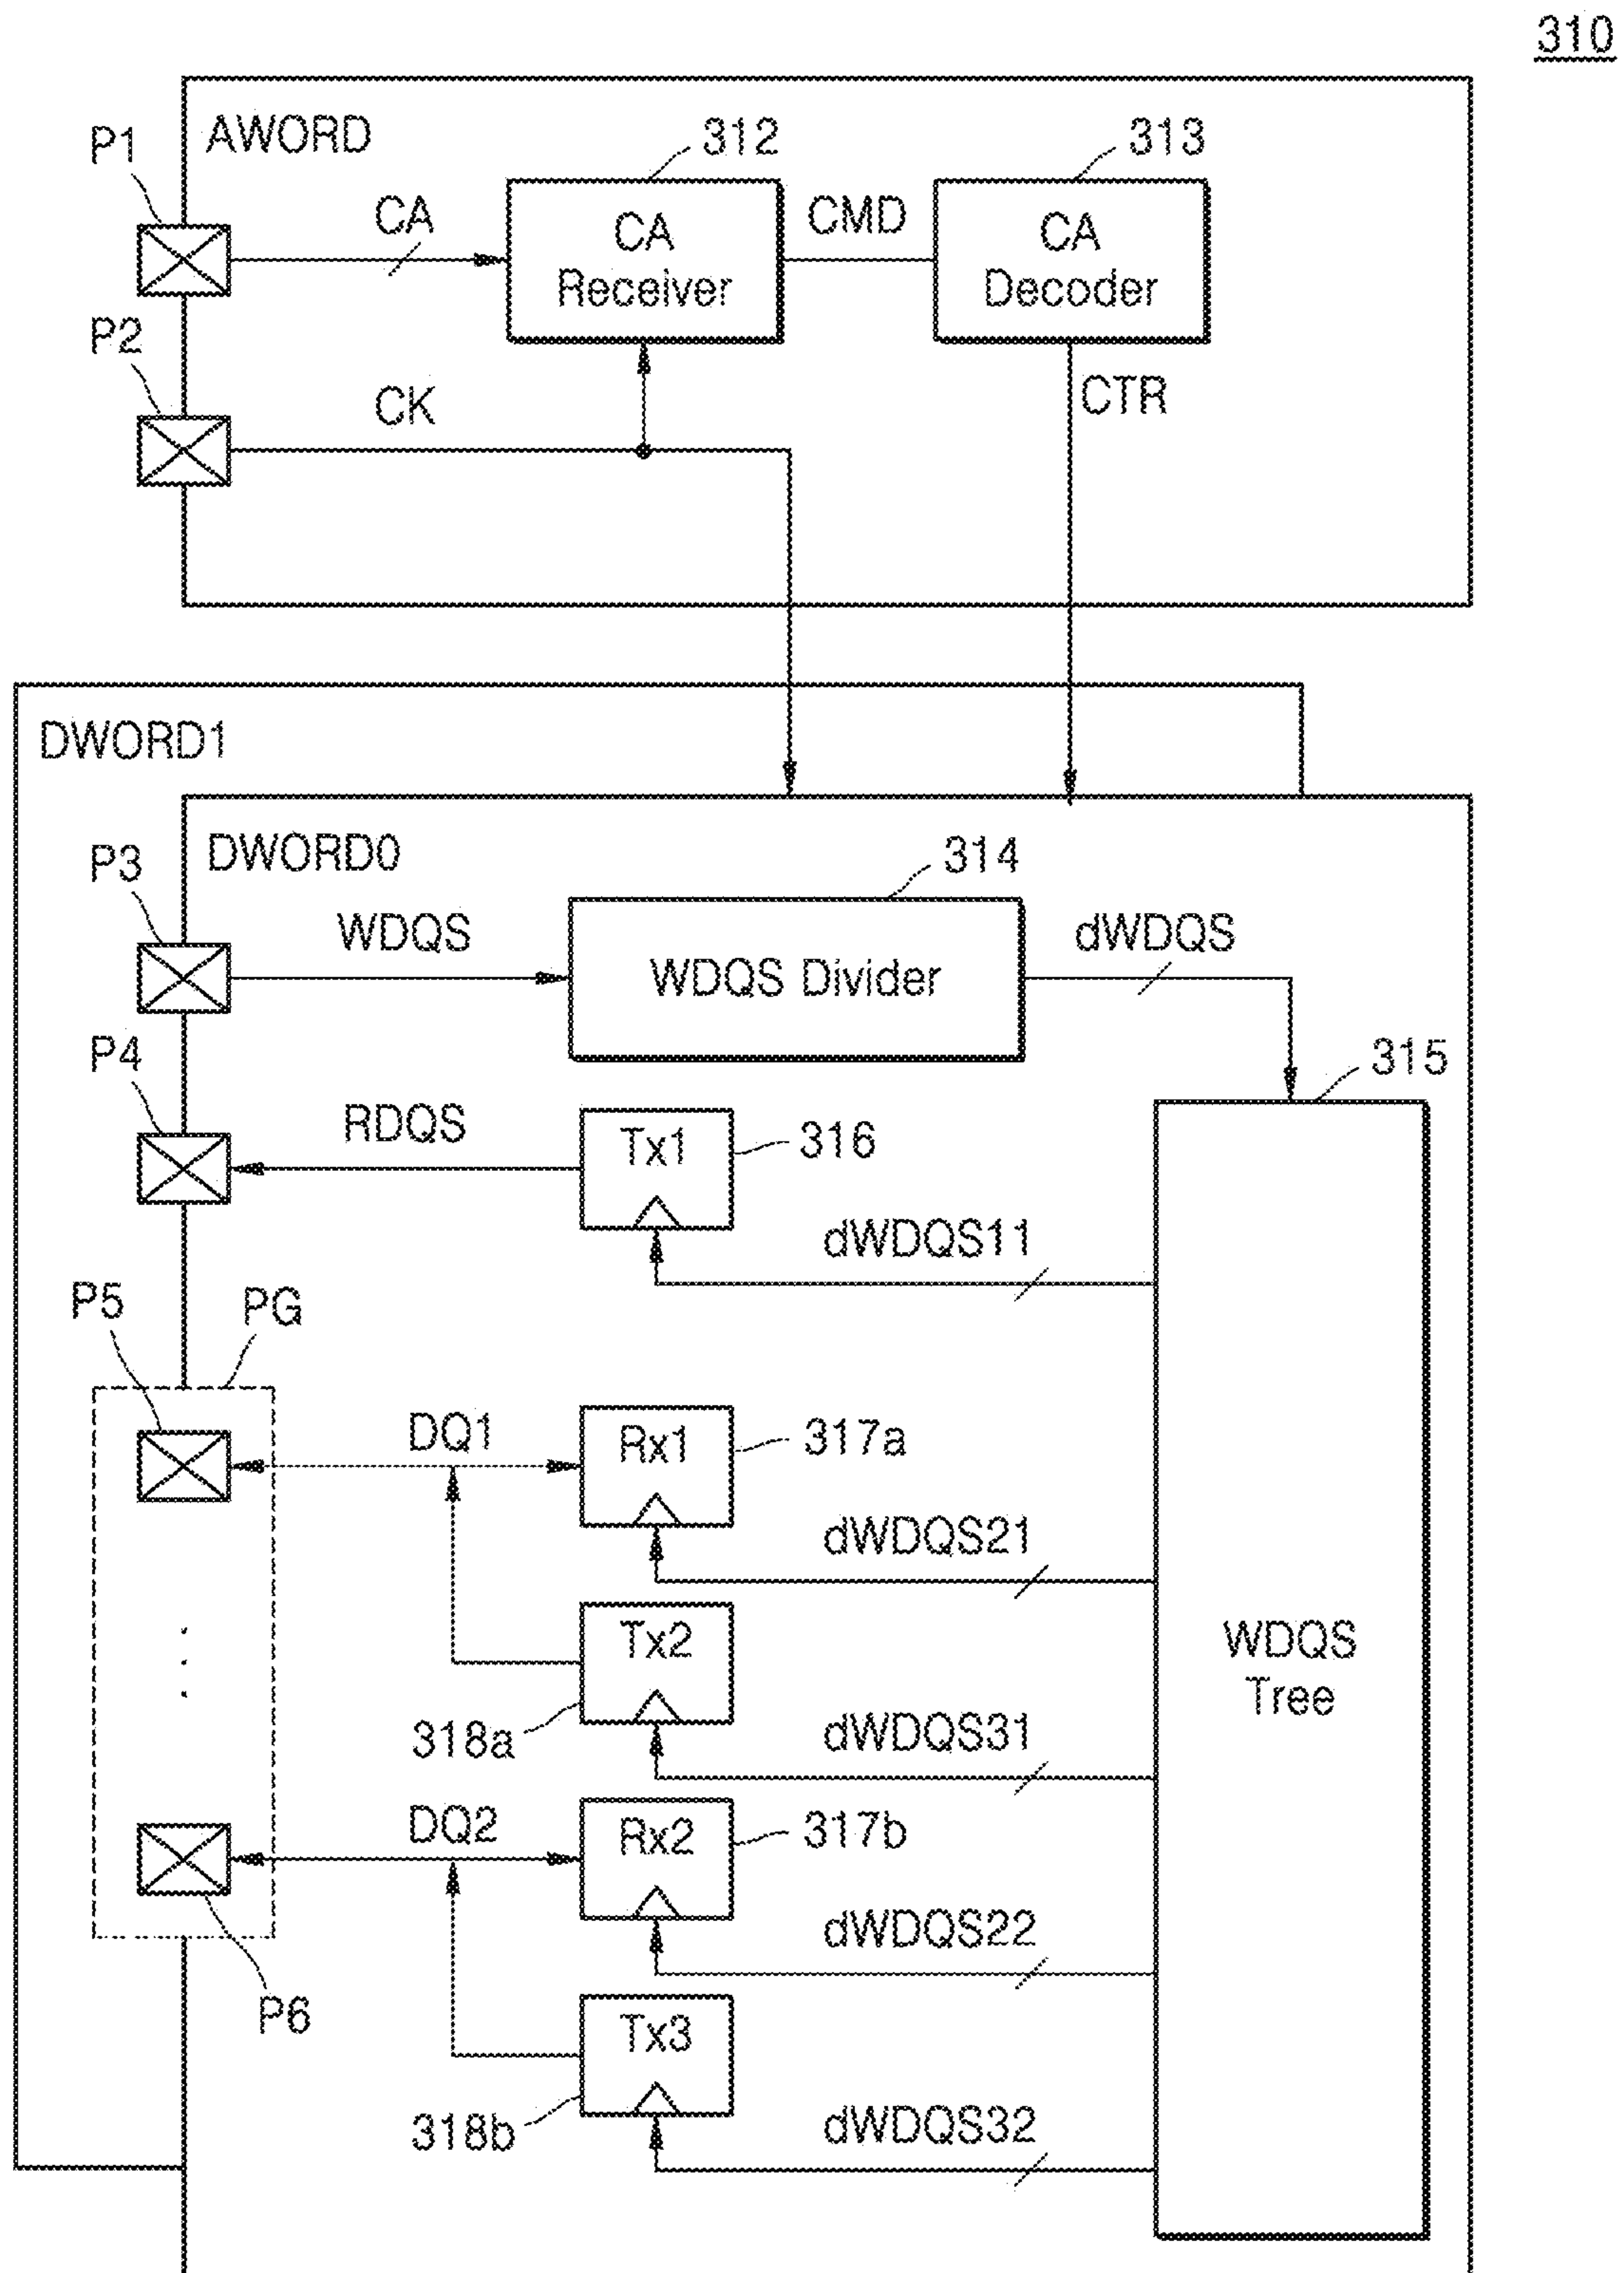 310
AWORD
P1
CA
312
CA
Receiver
CMD
313
CA
Decoder
P2
CK
CTR
DWORD1
DWORD0
P3
WDQS
314
WDQS Divider
dWDQS
P4
RDQS
Tx1
316
315
dWDQS11
P5
PG
DQ1
Rx1
317a
dWDQS21
Tx2
318a
dWDQS31
WDQS
Tree
DQ2
Rx2
317b
dWDQS22
P6
Tx3
318b
dWDQS32